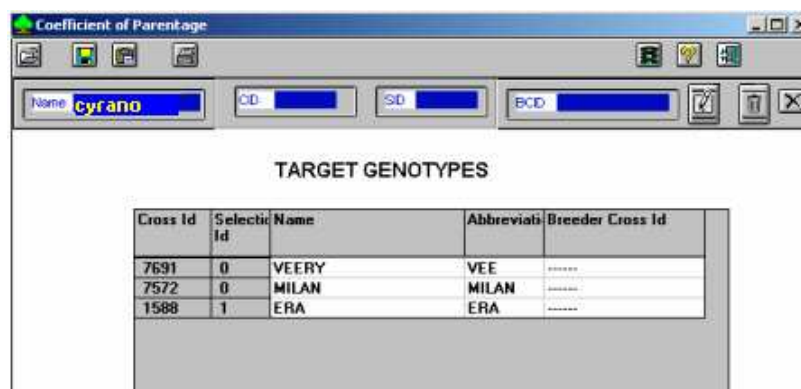 Coefficient of Parentage
Name cyrano CID SID BCID
TARGET GENOTYPES
Cross Id Selectio Name Abbreviati Breeder Cross Id
Id
7691 0 VEERY VEE ------
7572 0 MILAN MILAN ------
1588 1 ERA ERA ------